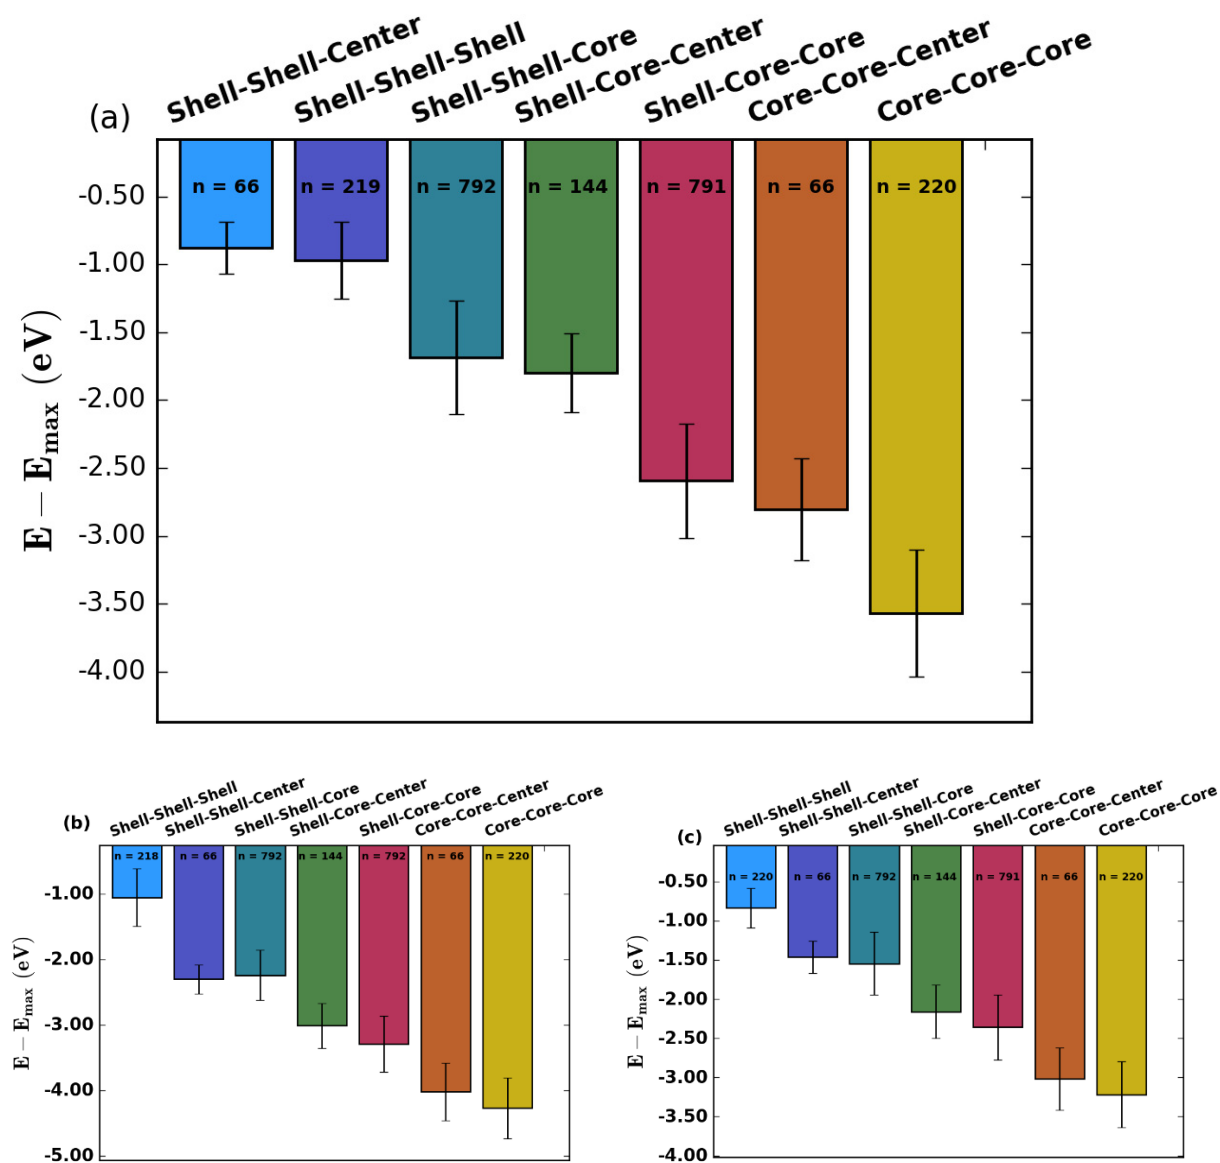 (a)
Shell-Shell-Center
Shell-Shell-Shell
Shell-Shell-Core
Shell-Core-Center
Shell-Core-Core
Core-Core-Center
Core-Core-Core
n = 66
n = 219
n = 792
n = 144
n = 791
n = 66
n = 220
-0.50
-1.00
-1.50
-2.00
-2.50
-3.00
-3.50
-4.00
E − Emax (eV)
(b)
Shell-Shell-Shell
Shell-Shell-Center
Shell-Shell-Core
Shell-Core-Center
Shell-Core-Core
Core-Core-Center
Core-Core-Core
n = 218
n = 66
n = 792
n = 144
n = 792
n = 66
n = 220
-1.00
-2.00
-3.00
-4.00
-5.00
E − Emax (eV)
(c)
Shell-Shell-Shell
Shell-Shell-Center
Shell-Shell-Core
Shell-Core-Center
Shell-Core-Core
Core-Core-Center
Core-Core-Core
n = 220
n = 66
n = 792
n = 144
n = 791
n = 66
n = 220
-0.50
-1.00
-1.50
-2.00
-2.50
-3.00
-3.50
-4.00
E − Emax (eV)